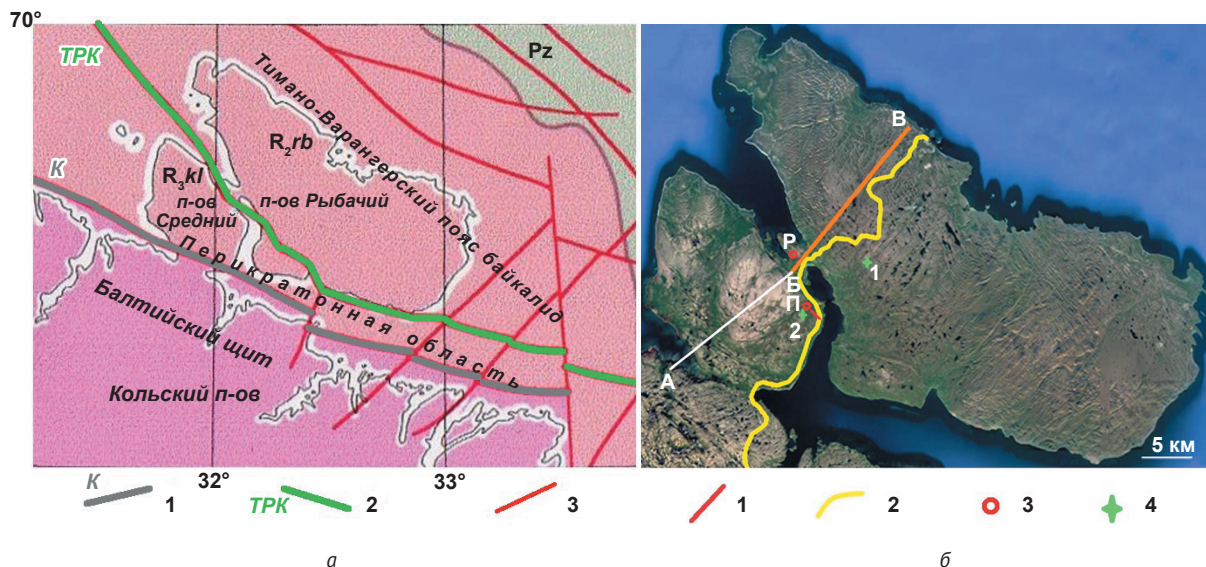 70°
ТРК
Pz
Тимано-Варангерский пояс байкалид
R₂rb
К
R₃kl
п-ов
Средний
п-ов Рыбачий
Перикратонная область
Балтийский щит
Кольский п-ов
32°
33°
В
Р
1
Б
П
2
А
5 км
К 1
ТРК 2
3
1
2
3
4
а
б